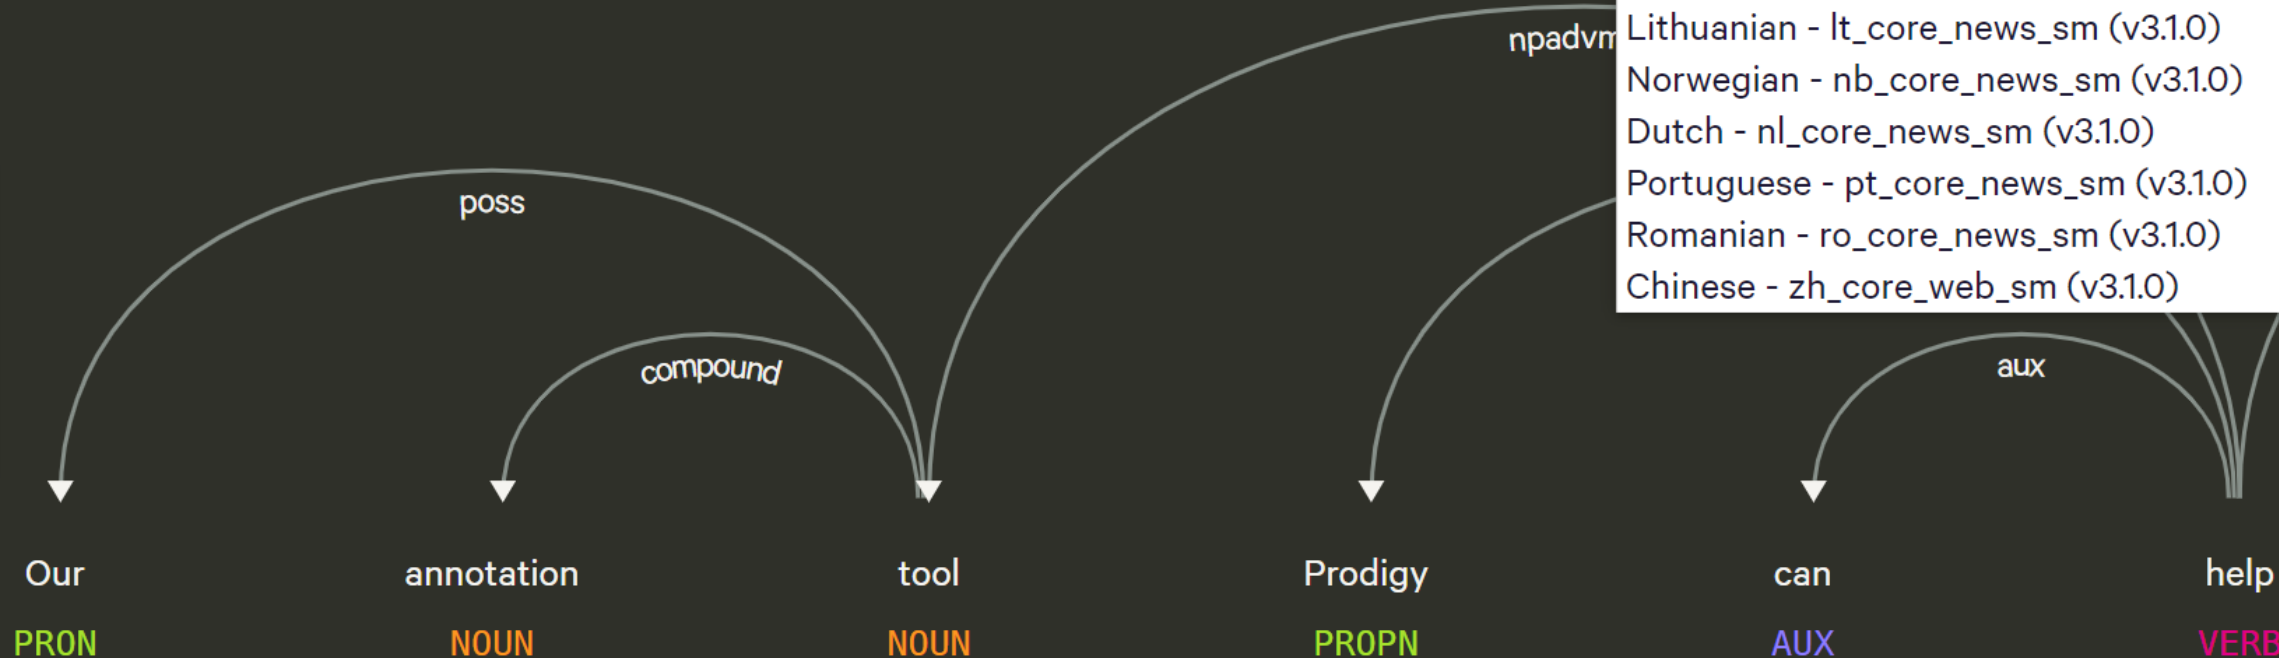 Lithuanian - lt_core_news_sm (v3.1.0)
npadvm
Norwegian - nb_core_news_sm (v3.1.0)
Dutch - nl_core_news_sm (v3.1.0)
Portuguese - pt_core_news_sm (v3.1.0)
poss
Romanian - ro_core_news_sm (v3.1.0)
Chinese - zh_core_web_sm (v3.1.0)
compound
aux
Our annotation tool Prodigy can help
PRON NOUN NOUN PROPN AUX VERB